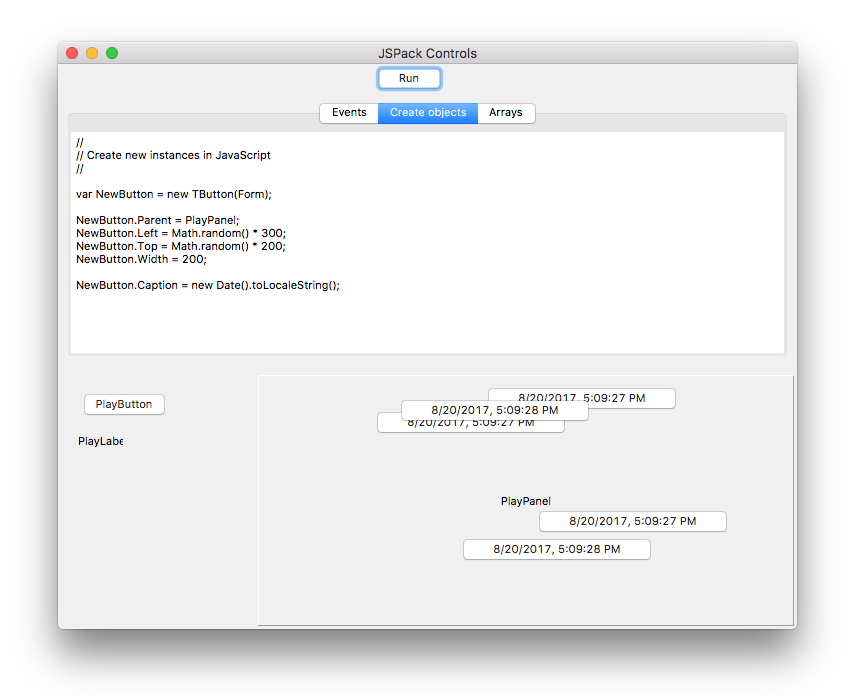 JSPack Controls
Run
Events Create objects Arrays
//
// Create new instances in JavaScript
//
var NewButton = new TButton(Form);
NewButton.Parent = PlayPanel;
NewButton.Left = Math.random() * 300;
NewButton.Top = Math.random() * 200;
NewButton.Width = 200;
NewButton.Caption = new Date().toLocaleString();
PlayButton
PlayLabe
8/20/2017, 5:09:27 PM
8/20/2017, 5:09:28 PM
8/20/2017, 5:09:27 PM
PlayPanel
8/20/2017, 5:09:27 PM
8/20/2017, 5:09:28 PM